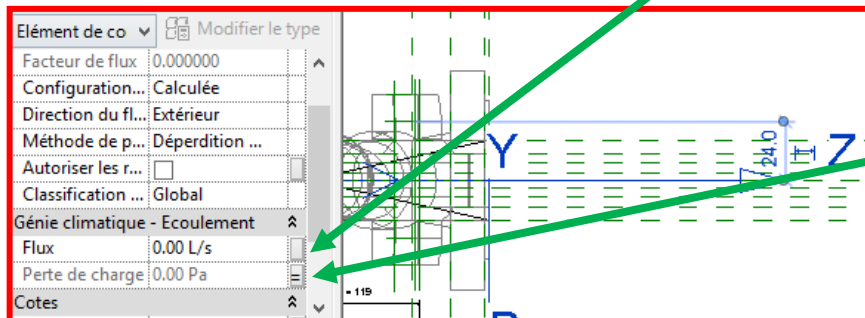 Elément de co Modifier le type
Facteur de flux 0.000000
Configuration... Calculée
Direction du fl... Extérieur
Méthode de p... Déperdition ...
Autoriser les r...
Classification ... Global
Génie climatique - Ecoulement
Flux 0.00 L/s
Perte de charge 0.00 Pa =
Cotes
Y
24.0
Z
- 119